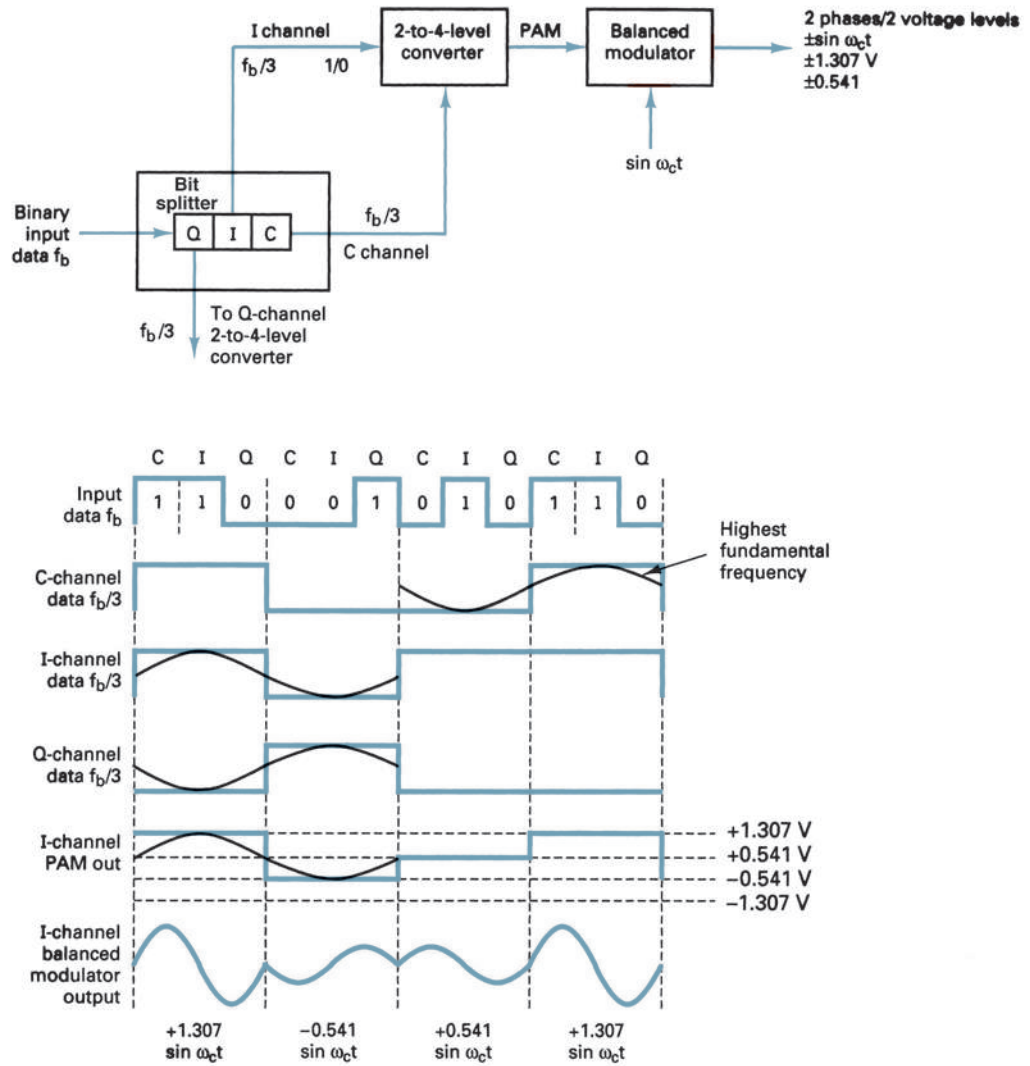 I channel
f_b/3 1/0
2-to-4-level
converter
PAM
Balanced
modulator
2 phases/2 voltage levels
±sin ω_ct
±1.307 V
±0.541
sin ω_ct
Bit
splitter
Binary
input
data f_b
Q I C
f_b/3
C channel
f_b/3
To Q-channel
2-to-4-level
converter
C I Q C I Q C I Q C I Q
Input
data f_b
1 1 0 0 0 1 0 1 0 1 1 0
Highest
fundamental
frequency
C-channel
data f_b/3
I-channel
data f_b/3
Q-channel
data f_b/3
I-channel
PAM out
+1.307 V
+0.541 V
−0.541 V
−1.307 V
I-channel
balanced
modulator
output
+1.307
sin ω_ct
−0.541
sin ω_ct
+0.541
sin ω_ct
+1.307
sin ω_ct